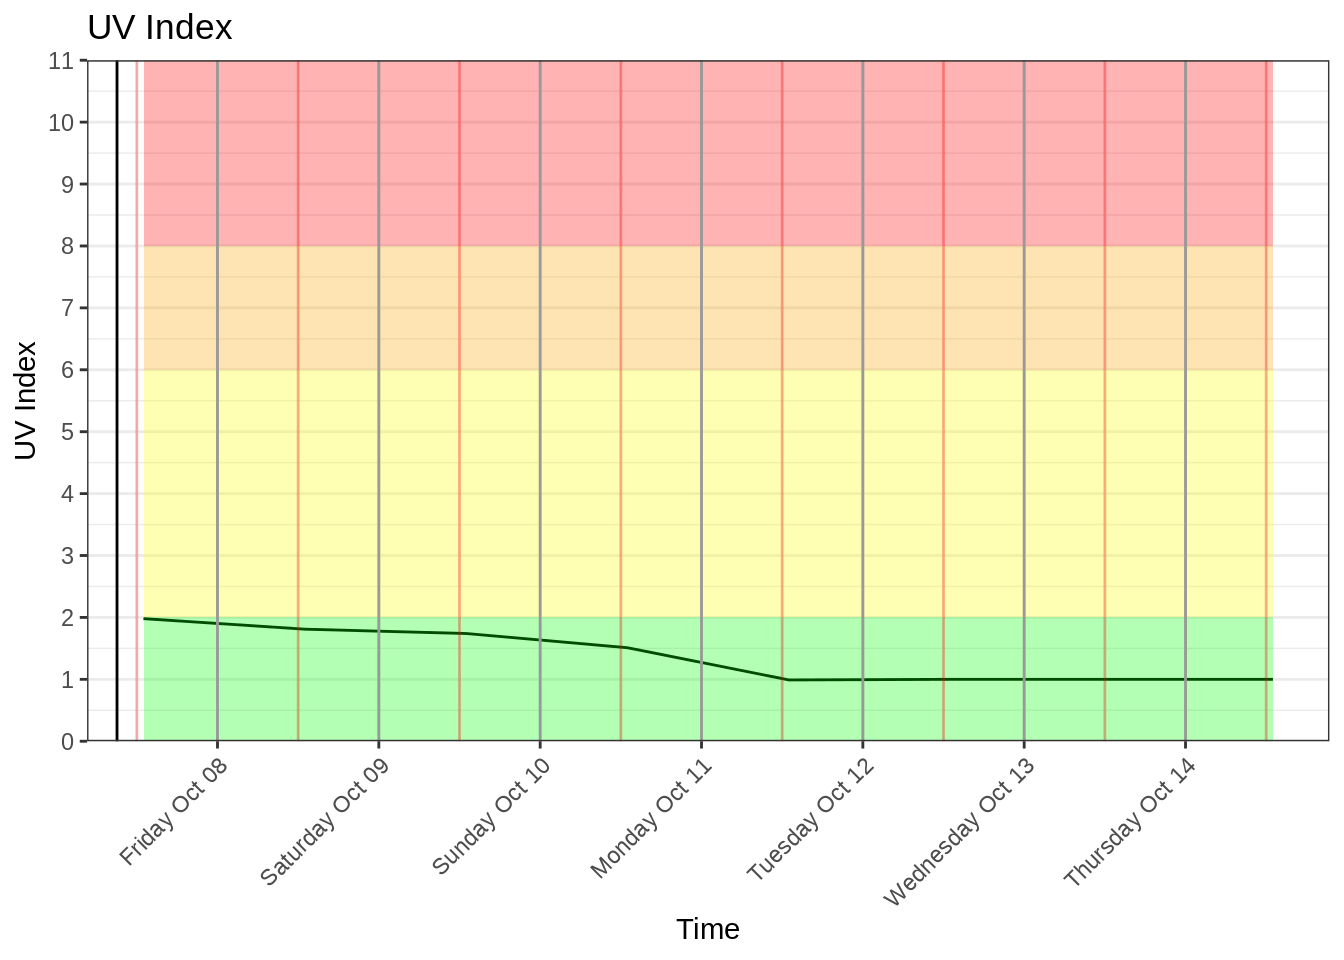 UV Index
11
10
9
8
7
6
5
4
3
2
1
0
UV Index
Friday Oct 08
Saturday Oct 09
Sunday Oct 10
Monday Oct 11
Tuesday Oct 12
Wednesday Oct 13
Thursday Oct 14
Time